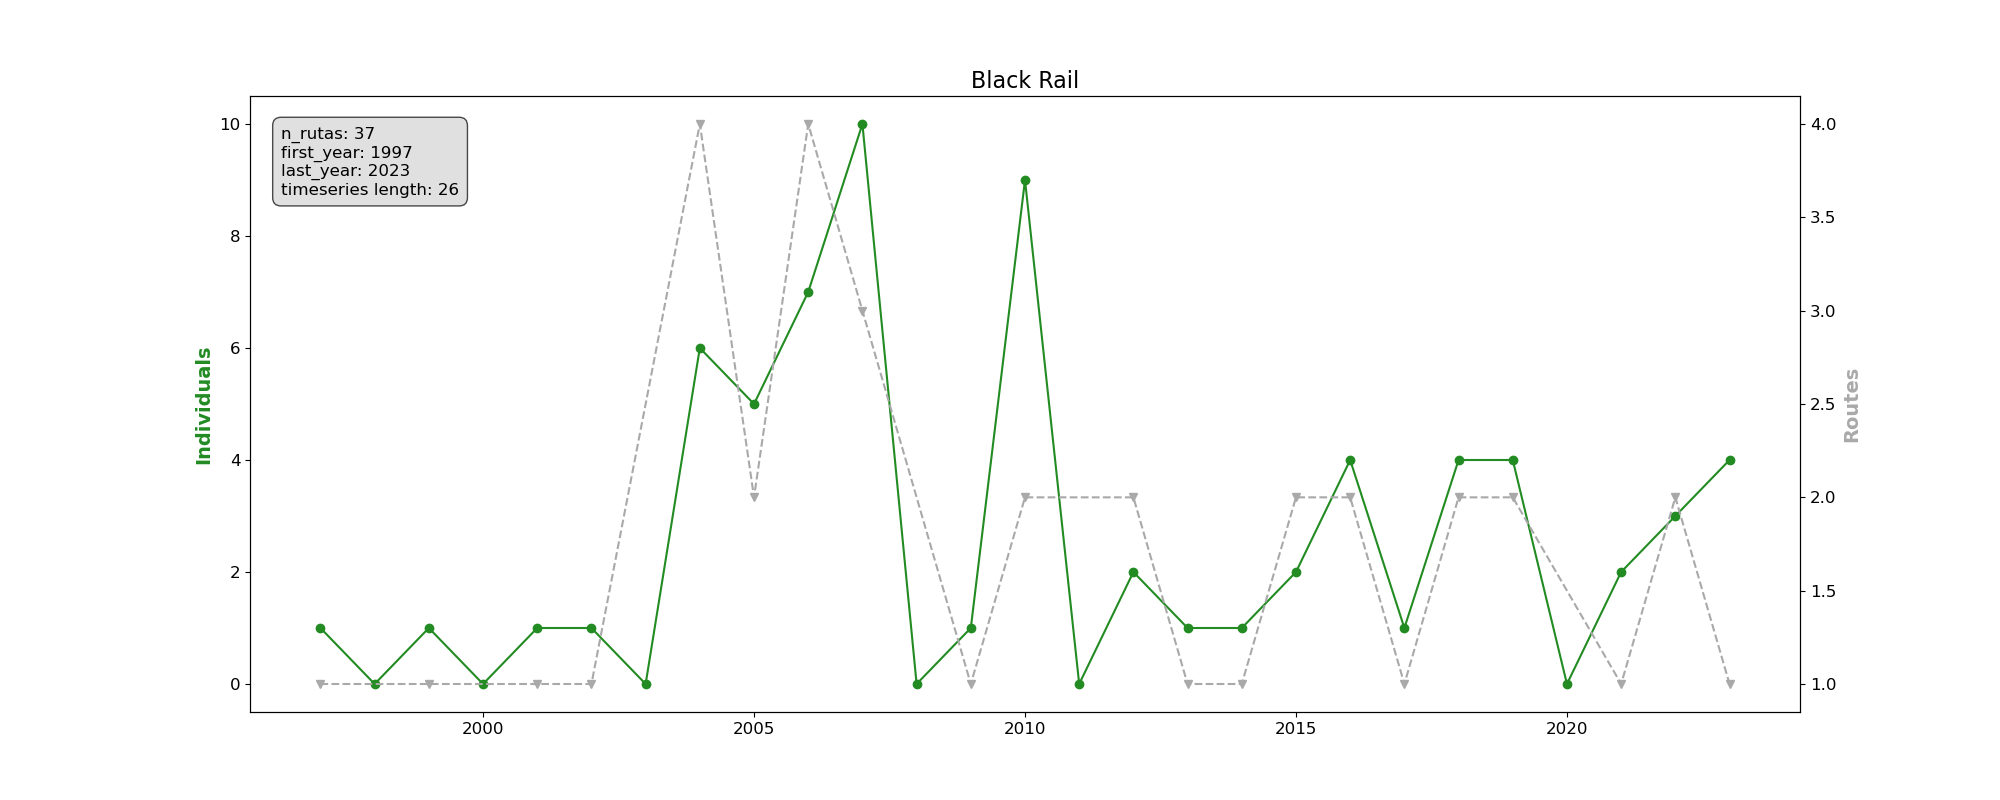 Black Rail
n_rutas: 37
first_year: 1997
last_year: 2023
timeseries length: 26
Individuals
10
8
6
4
2
0
4.0
3.5
3.0
2.5
2.0
1.5
1.0
Routes
2000
2005
2010
2015
2020